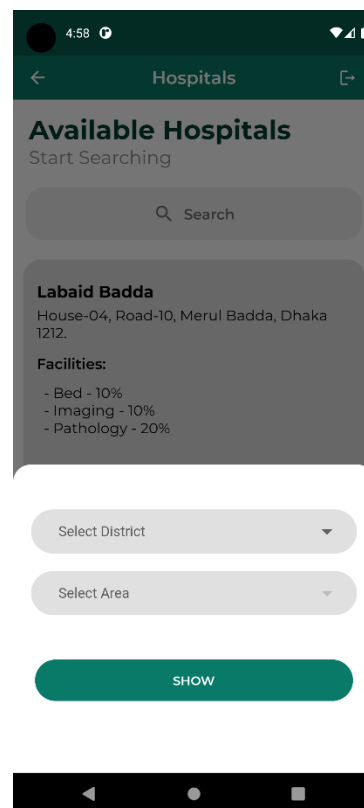 4:58
Hospitals
Available Hospitals
Start Searching
Search
Labaid Badda
House-04, Road-10, Merul Badda, Dhaka
1212.
Facilities:
- Bed - 10%
- Imaging - 10%
- Pathology - 20%
Select District
Select Area
SHOW